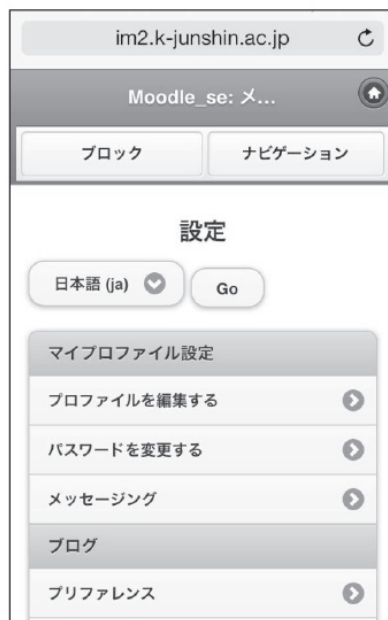 im2.k-junshin.ac.jp
Moodle_se: メ...
ブロック
ナビゲーション
設定
日本語 (ja)
Go
マイプロファイル設定
プロファイルを編集する
パスワードを変更する
メッセージング
ブログ
プリファレンス